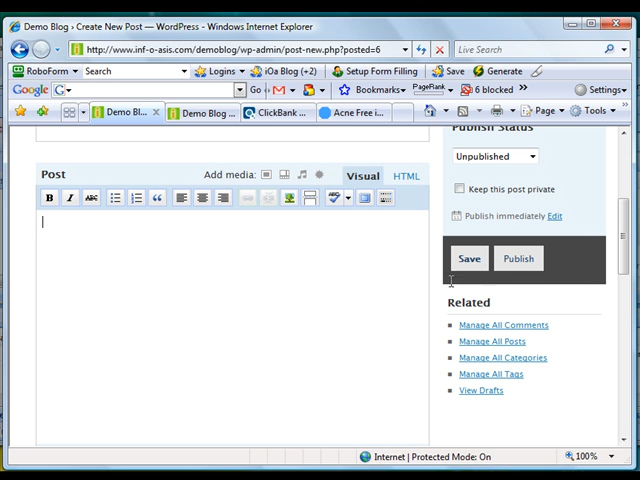 Demo Blog › Create New Post — WordPress - Windows Internet Explorer
http://www.inf-o-asis.com/demoblog/wp-admin/post-new.php?posted=6
Live Search
RoboForm Search Logins iOa Blog (+2) Setup Form Filling Save Generate
Google G Go Bookmarks PageRank 6 blocked Settings
Demo Bl... Demo Blog ... ClickBank ... Acne Free i... Page Tools
Publish Status
Post Add media: Visual HTML
Unpublished
B I ABC ABC
Keep this post private
Publish immediately Edit
Save Publish
Related
Manage All Comments
Manage All Posts
Manage All Categories
Manage All Tags
View Drafts
Internet | Protected Mode: On 100%